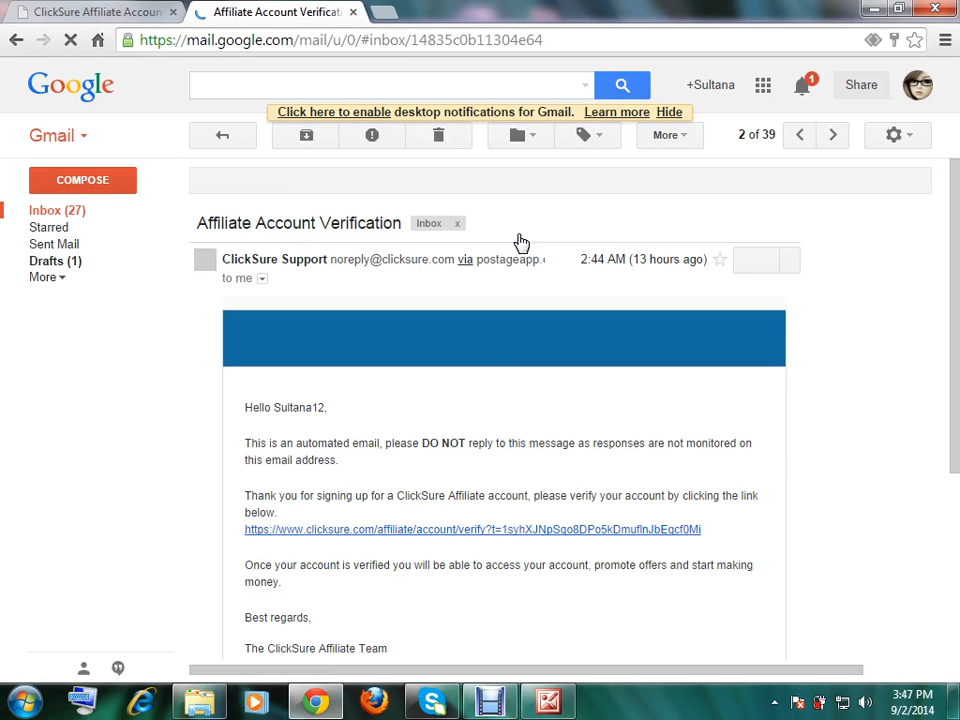 ClickSure Affiliate Accoun x
Affiliate Account Verificati x
https://mail.google.com/mail/u/0/#inbox/14835c0b11304e64
Google
+Sultana
1
Share
Click here to enable desktop notifications for Gmail. Learn more Hide
Gmail
More
2 of 39
COMPOSE
Inbox (27)
Starred
Sent Mail
Drafts (1)
More
Affiliate Account Verification
Inbox x
ClickSure Support noreply@clicksure.com via postageapp.c
2:44 AM (13 hours ago)
to me
Hello Sultana12,
This is an automated email, please DO NOT reply to this message as responses are not monitored on
this email address.
Thank you for signing up for a ClickSure Affiliate account, please verify your account by clicking the link
below.
https://www.clicksure.com/affiliate/account/verify?t=1syhXJNpSqo8DPo5kDmuflnJbEqcf0Mi
Once your account is verified you will be able to access your account, promote offers and start making
money.
Best regards,
The ClickSure Affiliate Team
3:47 PM
9/2/2014